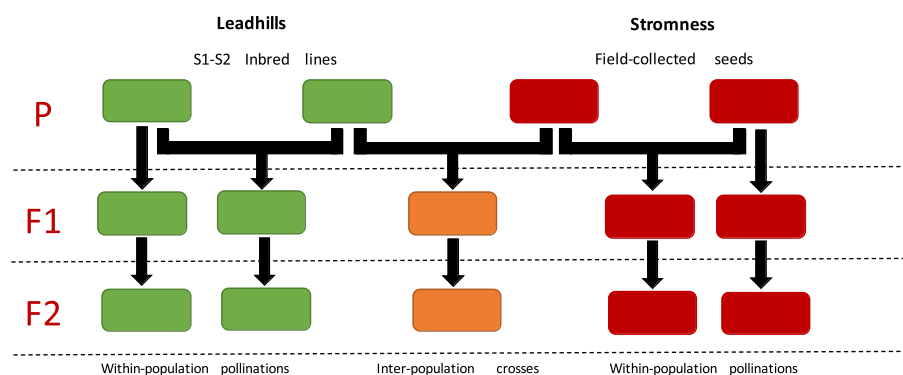 Leadhills Stromness
S1-S2 Inbred lines Field-collected seeds
P
F1
F2
Within-population pollinations Inter-population crosses Within-population pollinations